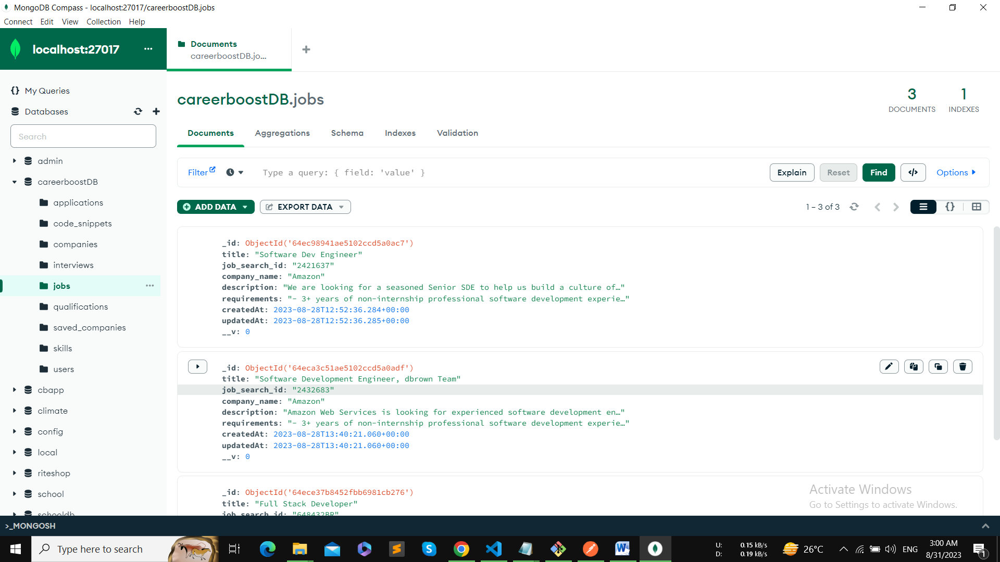 MongoDB Compass - localhost:27017/careerboostDB.jobs
Connect Edit View Collection Help
localhost:27017 ...
Documents
careerboostDB.jo...
{} My Queries
Databases
Search
admin
careerboostDB
applications
code_snippets
companies
interviews
jobs
qualifications
saved_companies
skills
users
cbapp
climate
config
local
riteshop
school
schooldb
careerboostDB.jobs
3
DOCUMENTS
1
INDEXES
Documents Aggregations Schema Indexes Validation
Filter Type a query: { field: 'value' } Explain Reset Find </> Options
ADD DATA EXPORT DATA 1 – 3 of 3 {}
_id: ObjectId('64ec98941ae5102ccd5a0ac7')
title: "Software Dev Engineer"
job_search_id: "2421637"
company_name: "Amazon"
description: "We are looking for a seasoned Senior SDE to help us build a culture of…"
requirements: "- 3+ years of non-internship professional software development experie…"
createdAt: 2023-08-28T12:52:36.284+00:00
updatedAt: 2023-08-28T12:52:36.285+00:00
__v: 0
_id: ObjectId('64eca3c51ae5102ccd5a0adf')
title: "Software Development Engineer, dbrown Team"
job_search_id: "2432683"
company_name: "Amazon"
description: "Amazon Web Services is looking for experienced software development en…"
requirements: "- 3+ years of non-internship professional software development experie…"
createdAt: 2023-08-28T13:40:21.060+00:00
updatedAt: 2023-08-28T13:40:21.060+00:00
__v: 0
_id: ObjectId('64ece37b8452fbb6981cb276')
title: "Full Stack Developer"
job_search_id: "648432BR"
Activate Windows
Go to Settings to activate Windows.
>_MONGOSH
Type here to search
U: 0.15 kB/s
D: 0.19 kB/s
26°C
ENG
3:00 AM
8/31/2023
1